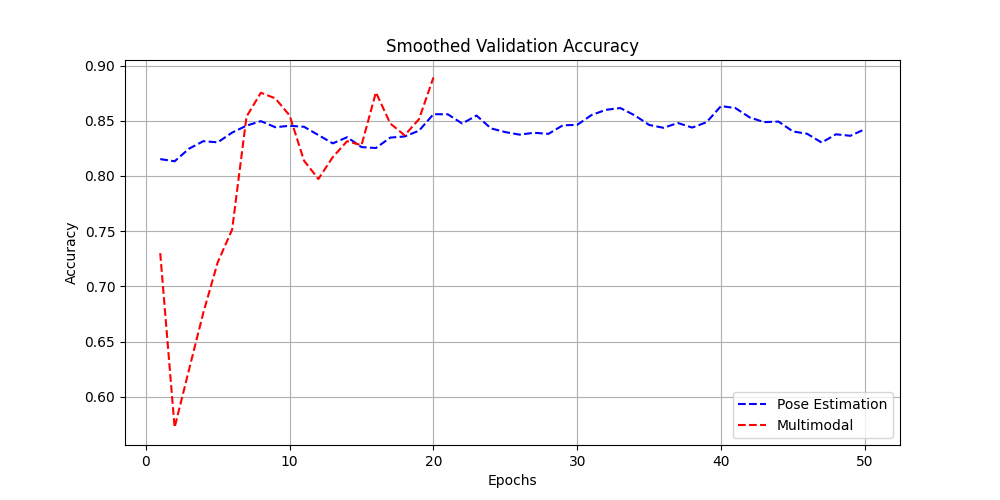 Smoothed Validation Accuracy
0.90
0.85
0.80
0.75
0.70
0.65
0.60
Accuracy
0 10 20 30 40 50
Epochs
Pose Estimation
Multimodal